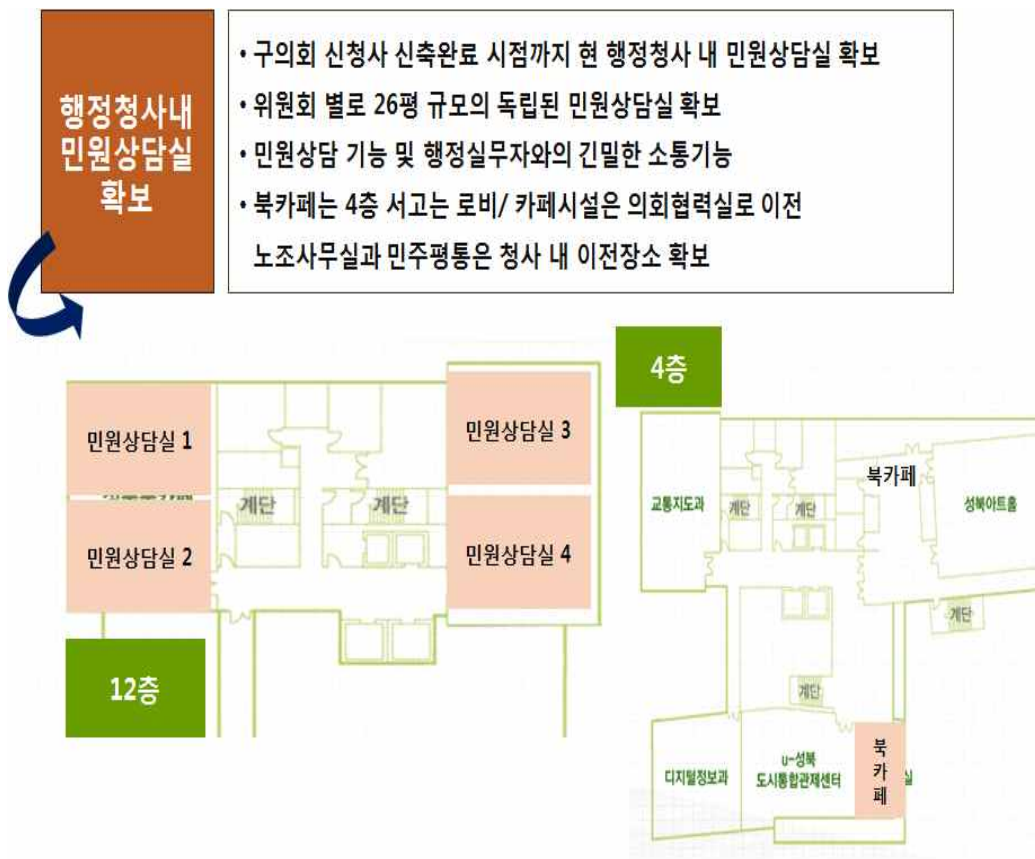 행정청사내
민원상담실
확보
• 구의회 신청사 신축완료 시점까지 현 행정청사 내 민원상담실 확보
• 위원회 별로 26평 규모의 독립된 민원상담실 확보
• 민원상담 기능 및 행정실무자와의 긴밀한 소통기능
• 북카페는 4층 서고는 로비/ 카페시설은 의회협력실로 이전
노조사무실과 민주평통은 청사 내 이전장소 확보
4층
민원상담실 1
민원상담실 3
계단
계단
민원상담실 2
민원상담실 4
12층
북카페
교통지도과
계단
계단
성북아트홀
계단
계단
디지털정보과
u-성북
도시통합관제센터
북
카
페
실